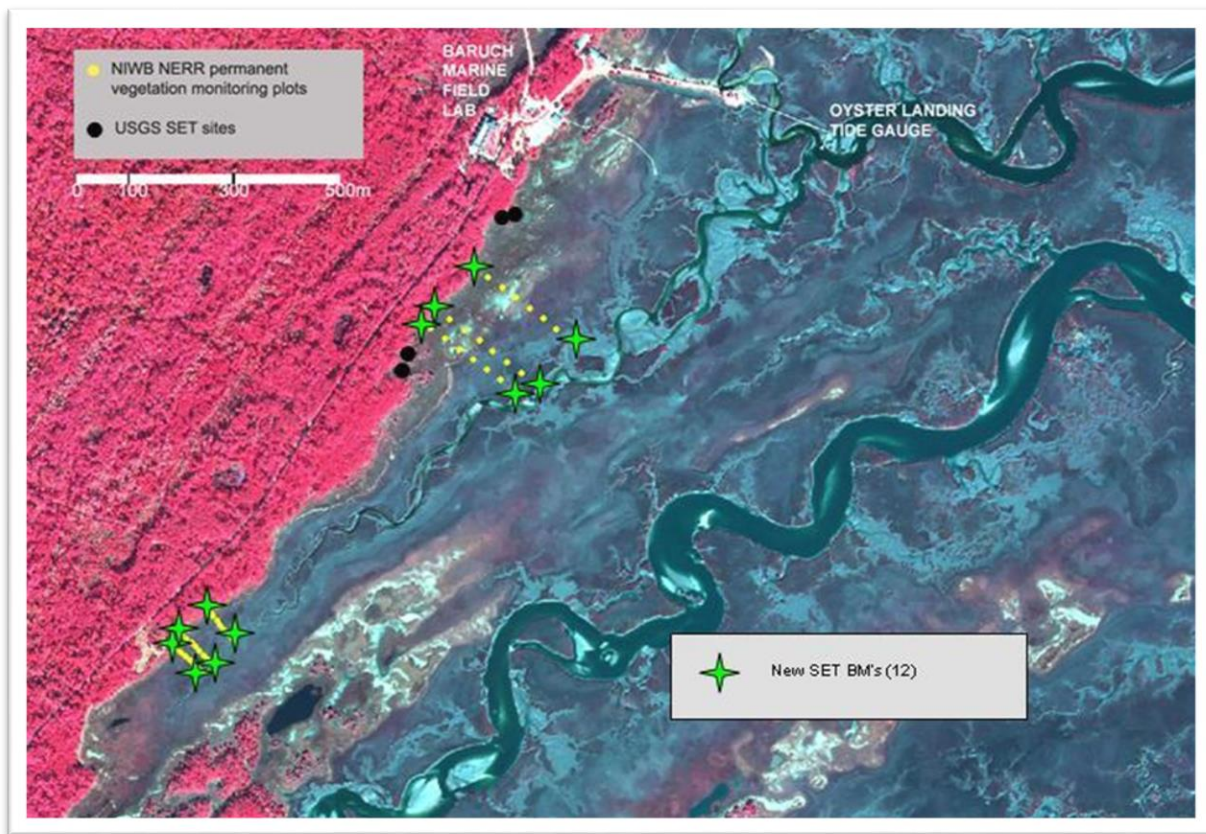 NIWB NERR permanent
vegetation monitoring plots
USGS SET sites
0 100 300 500m
BARUCH
MARINE
FIELD
LAB
OYSTER LANDING
TIDE GAUGE
New SET BM's (12)